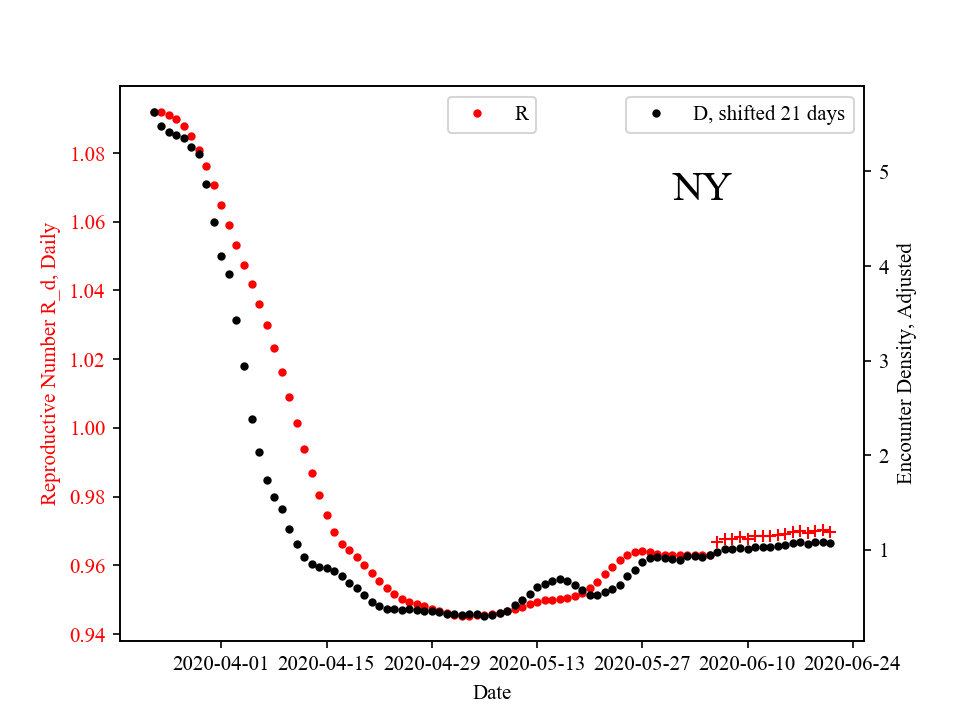 R
D, shifted 21 days
NY
Reproductive Number R_d, Daily
1.08
1.06
1.04
1.02
1.00
0.98
0.96
0.94
5
4
3
2
1
Encounter Density, Adjusted
2020-04-01 2020-04-15 2020-04-29 2020-05-13 2020-05-27 2020-06-10 2020-06-24
Date